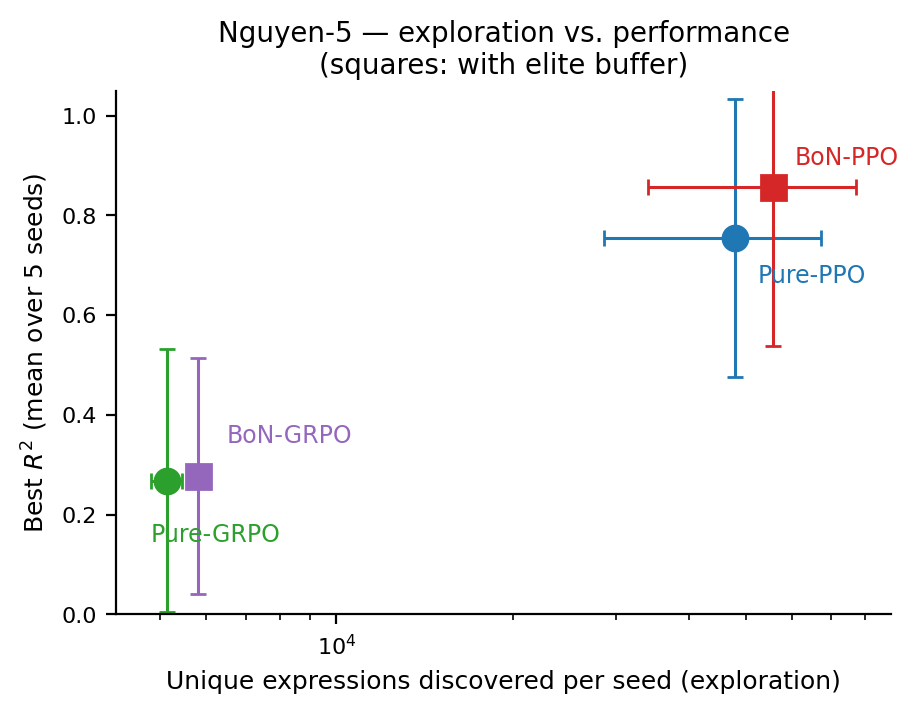 Nguyen-5 — exploration vs. performance
(squares: with elite buffer)
Best R² (mean over 5 seeds)
1.0
0.8
0.6
0.4
0.2
0.0
BoN-PPO
Pure-PPO
BoN-GRPO
Pure-GRPO
10⁴
Unique expressions discovered per seed (exploration)